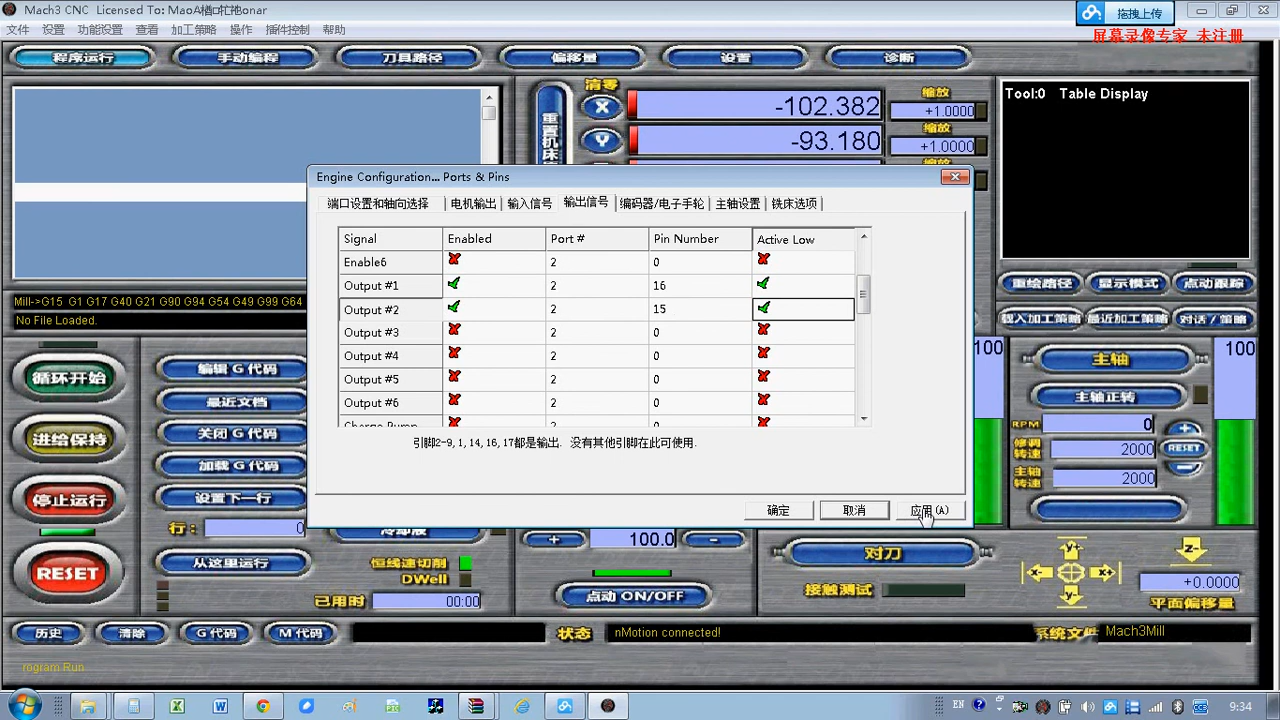 Mach3 CNC Licensed To: MaoA
拖拽上传
文件 设置 功能设置 查看 加工策略 操作 插件控制 帮助
屏幕录像专家 未注册
程序运行 手动编程 刀具路径 偏移量 设置 诊断
清零
重置机床
X -102.382
缩放
+1.0000
Y -93.180
缩放
+1.0000
缩放
Tool:0 Table Display
Engine Configuration... Ports & Pins
端口设置和轴向选择 电机输出 输入信号 输出信号 编码器/电子手轮 主轴设置 铣床选项
Signal Enabled Port # Pin Number Active Low
Enable6 2 0
Output #1 2 16
Output #2 2 15
Output #3 2 0
Output #4 2 0
Output #5 2 0
Output #6 2 0
Charge Pump
引脚2-9,1,14,16,17都是输出. 没有其他引脚在此可使用.
确定 取消 应用(A)
Mill->G15 G1 G17 G40 G21 G90 G94 G54 G49 G99 G64
No File Loaded.
重绘路径 显示模式 点动跟踪
载入加工策略 最近加工策略 对话/策略
循环开始
进给保持
停止运行
RESET
编辑 G 代码
最近文档
关闭 G 代码
加载 G 代码
设置下一行
行: 0
从这里运行
冷却液
恒线速切削
DWell
已用时 00:00
100
主轴
主轴正转
RPM 0
修调转速 2000
RESET
主轴转速 2000
100
+ 100.0 -
点动 ON/OFF
对刀
接触测试
Y+
X- X+
Y-
Z-
+0.0000
平面偏移量
历史 清除 G 代码 M 代码
状态 nMotion connected!
系统文
Mach3Mill
rogram Run
EN
9:34